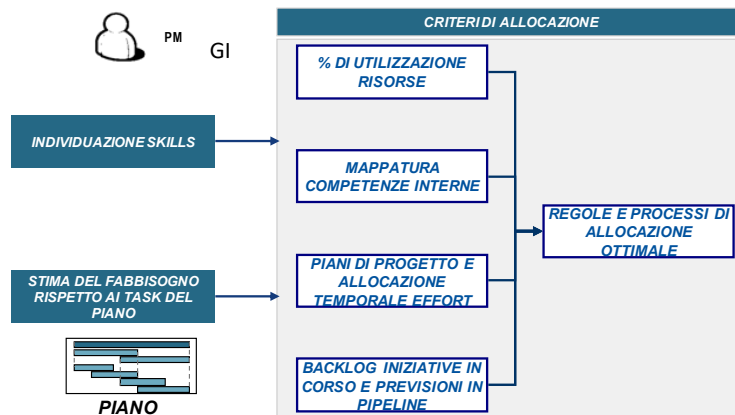 PM
GI
CRITERI DI ALLOCAZIONE
% DI UTILIZZAZIONE
RISORSE
INDIVIDUAZIONE SKILLS
MAPPATURA
COMPETENZE INTERNE
REGOLE E PROCESSI DI
ALLOCAZIONE
OTTIMALE
STIMA DEL FABBISOGNO
RISPETTO AI TASK DEL
PIANO
PIANI DI PROGETTO E
ALLOCAZIONE
TEMPORALE EFFORT
BACKLOG INIZIATIVE IN
CORSO E PREVISIONI IN
PIPELINE
PIANO